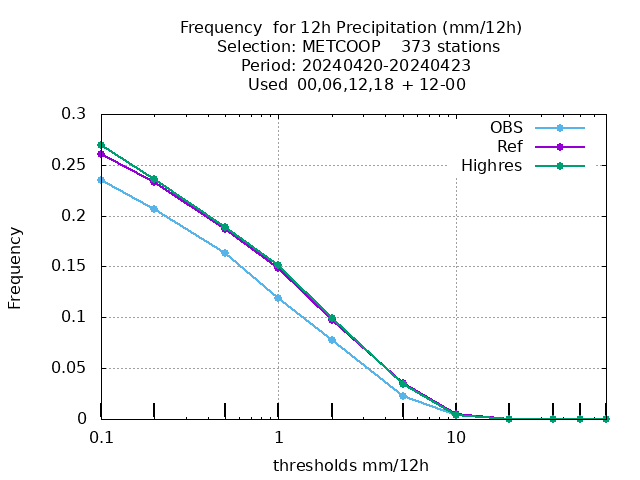 Frequency  for 12h Precipitation (mm/12h)
Selection: METCOOP    373 stations
Period: 20240420-20240423
Used  00,06,12,18  + 12-00
OBS
Ref
Highres
Frequency
0.3
0.25
0.2
0.15
0.1
0.05
0
0.1
1
10
thresholds mm/12h